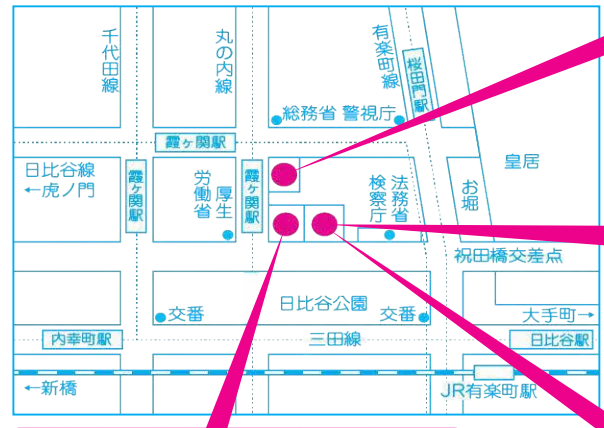 千代田線
丸の内線
有楽町線
桜田門駅
総務省 警視庁
霞ヶ関駅
日比谷線
←虎ノ門
霞ヶ関駅
厚生
労働省
霞ヶ関駅
法務省
検察庁
お堀
皇居
祝田橋交差点
日比谷公園
交番
交番
大手町→
内幸町駅
三田線
日比谷駅
←新橋
JR有楽町駅